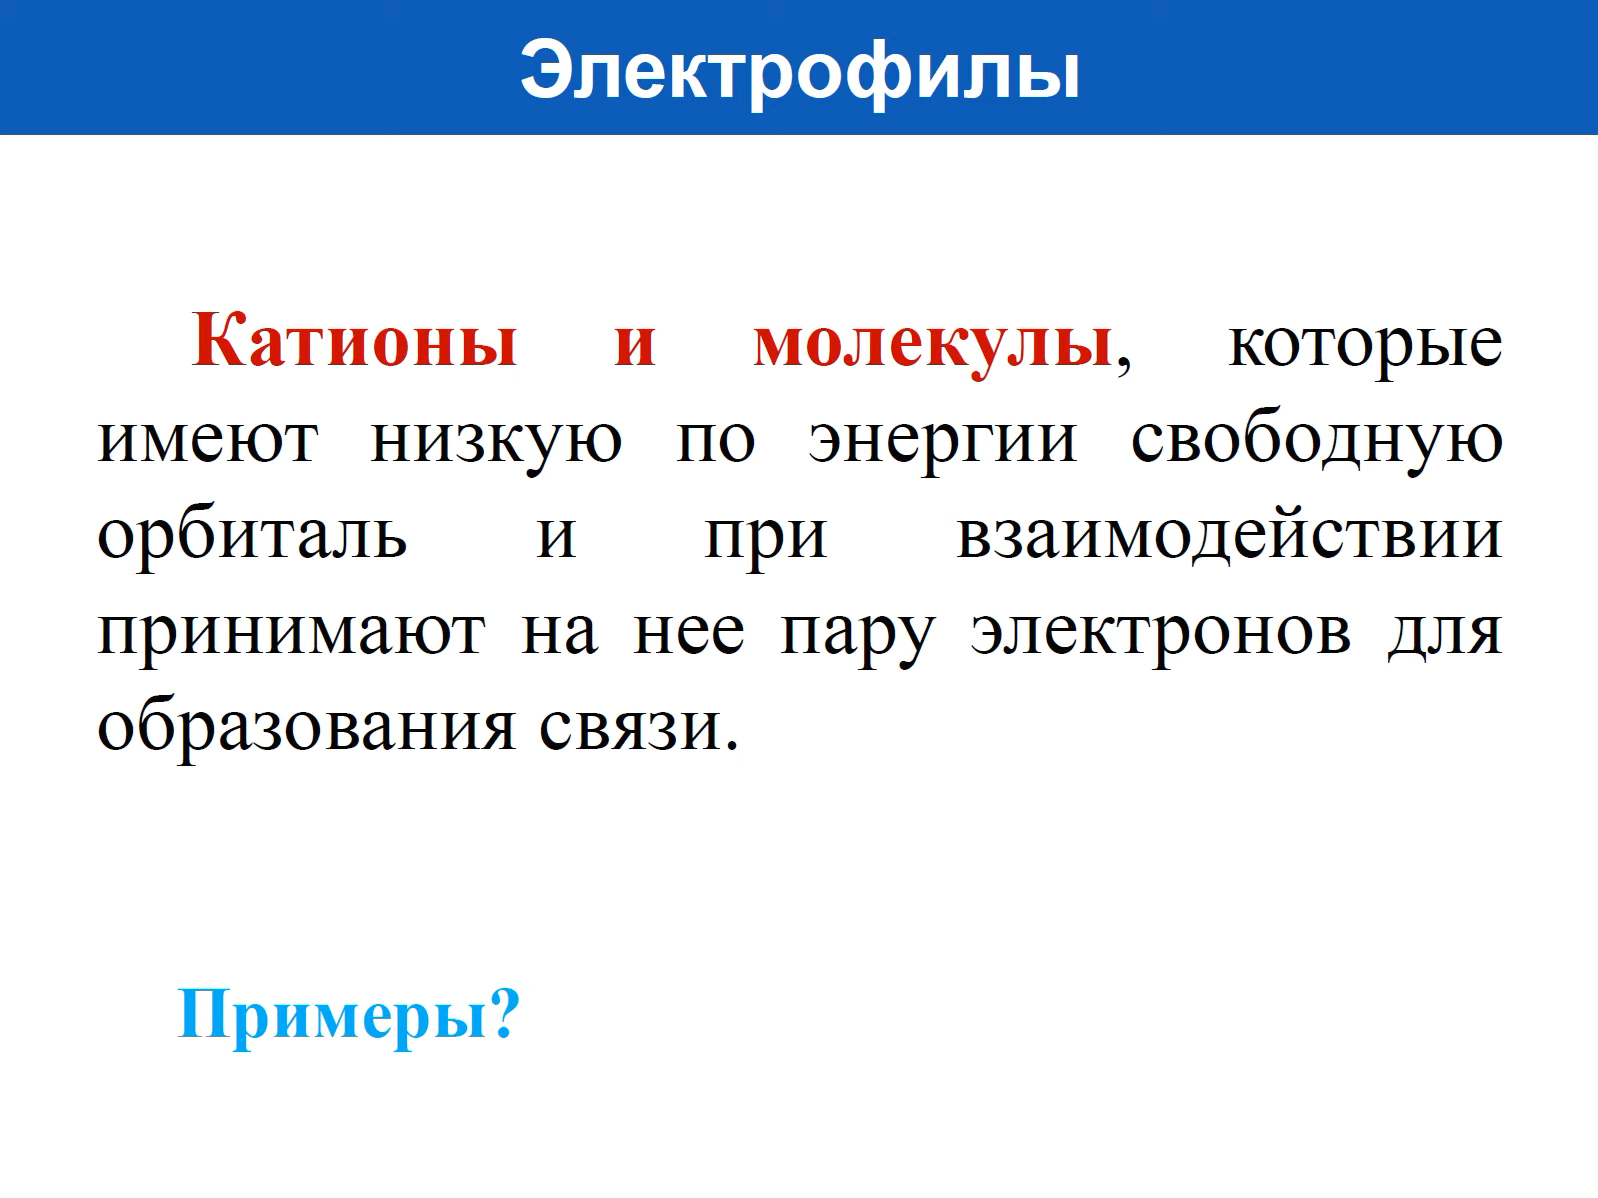 Электрофилы
Катионы и молекулы, которые
имеют низкую по энергии свободную
орбиталь и при взаимодействии
принимают на нее пару электронов для
образования связи.
Примеры?